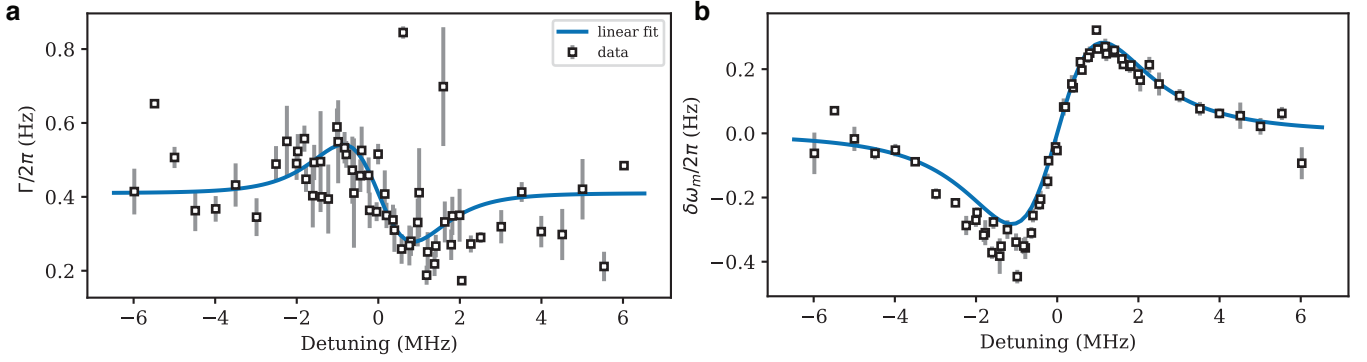 a
0.8
0.6
0.4
0.2
Γ/2π (Hz)
linear fit
data
−6 −4 −2 0 2 4 6
Detuning (MHz)
b
0.2
0.0
−0.2
−0.4
δωₘ/2π (Hz)
−6 −4 −2 0 2 4 6
Detuning (MHz)